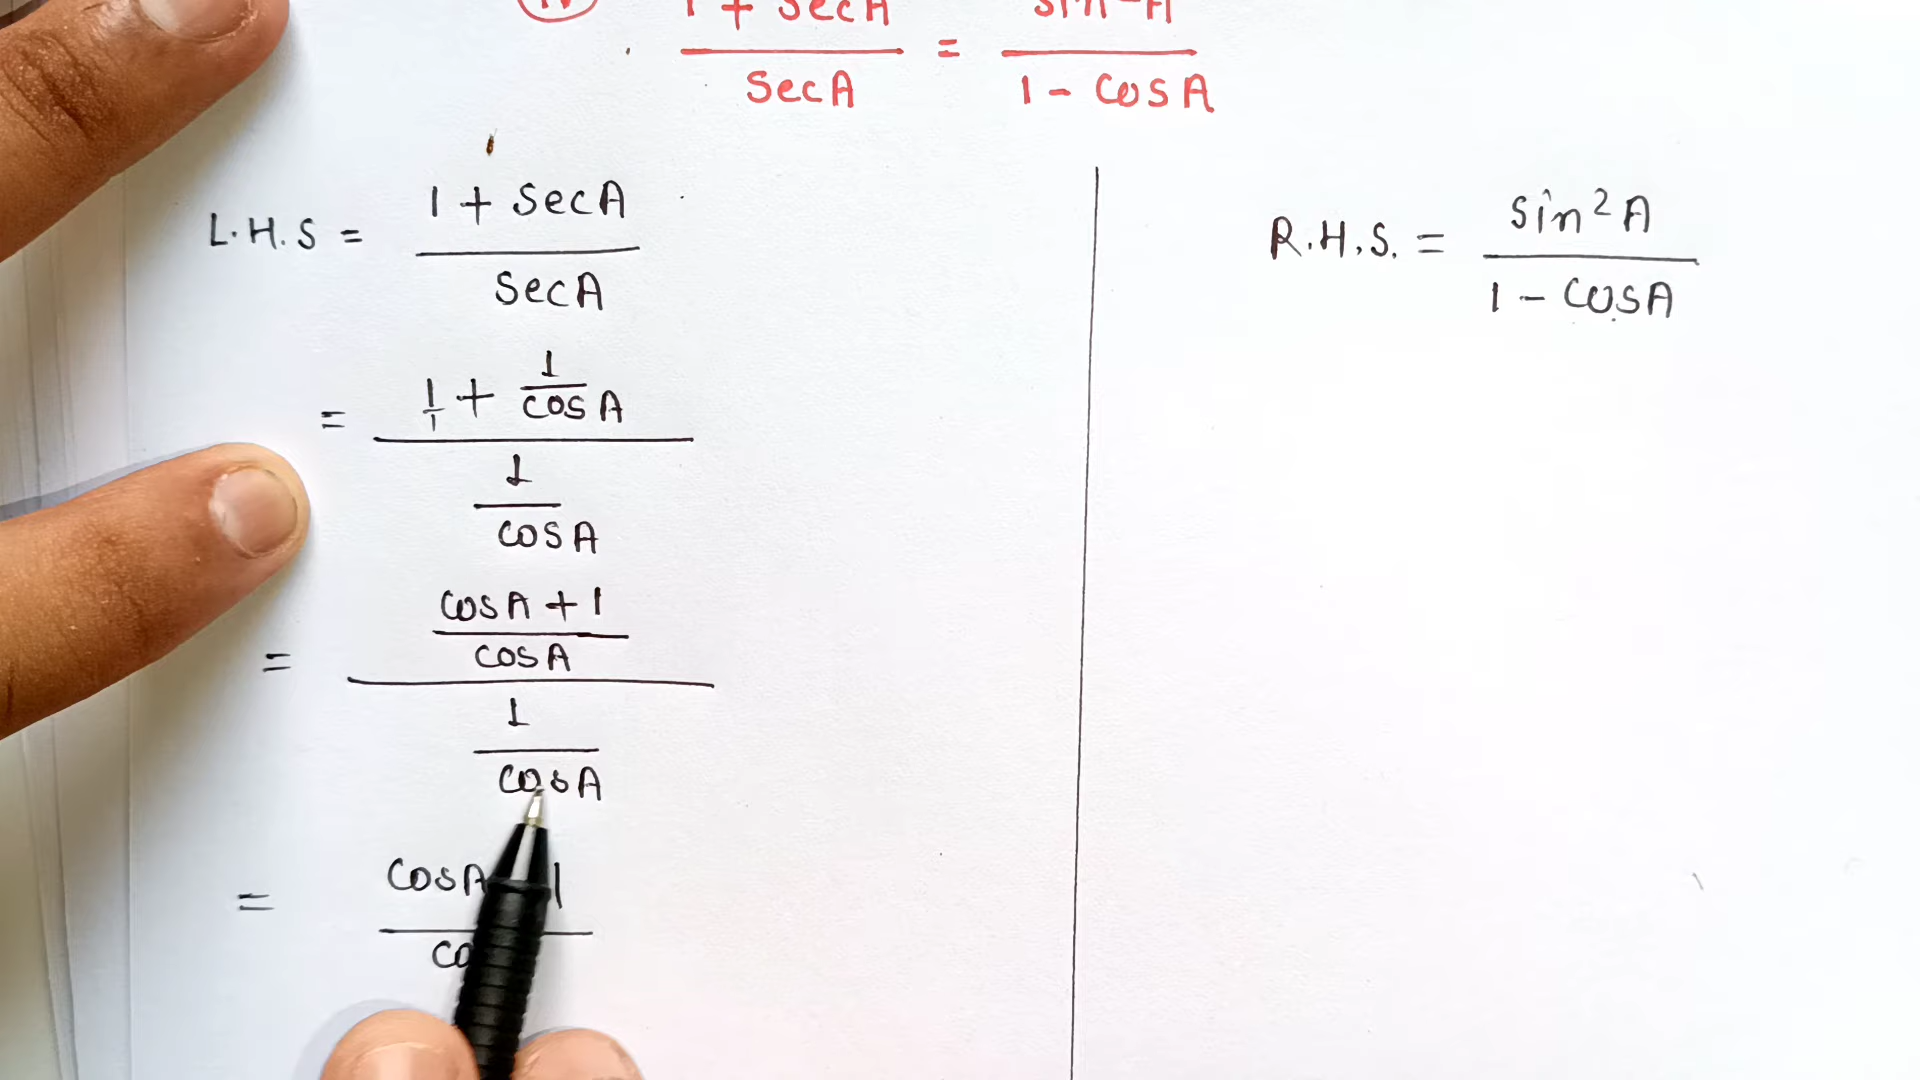 1 + SecA / SecA = sin²A / 1 - cosA
L.H.S = 1 + secA / secA
= 1/1 + 1/cosA / 1/cosA
= cosA + 1/cosA / 1/cosA
= cosA 1 / co
R.H.S. = sin²A / 1 - cosA